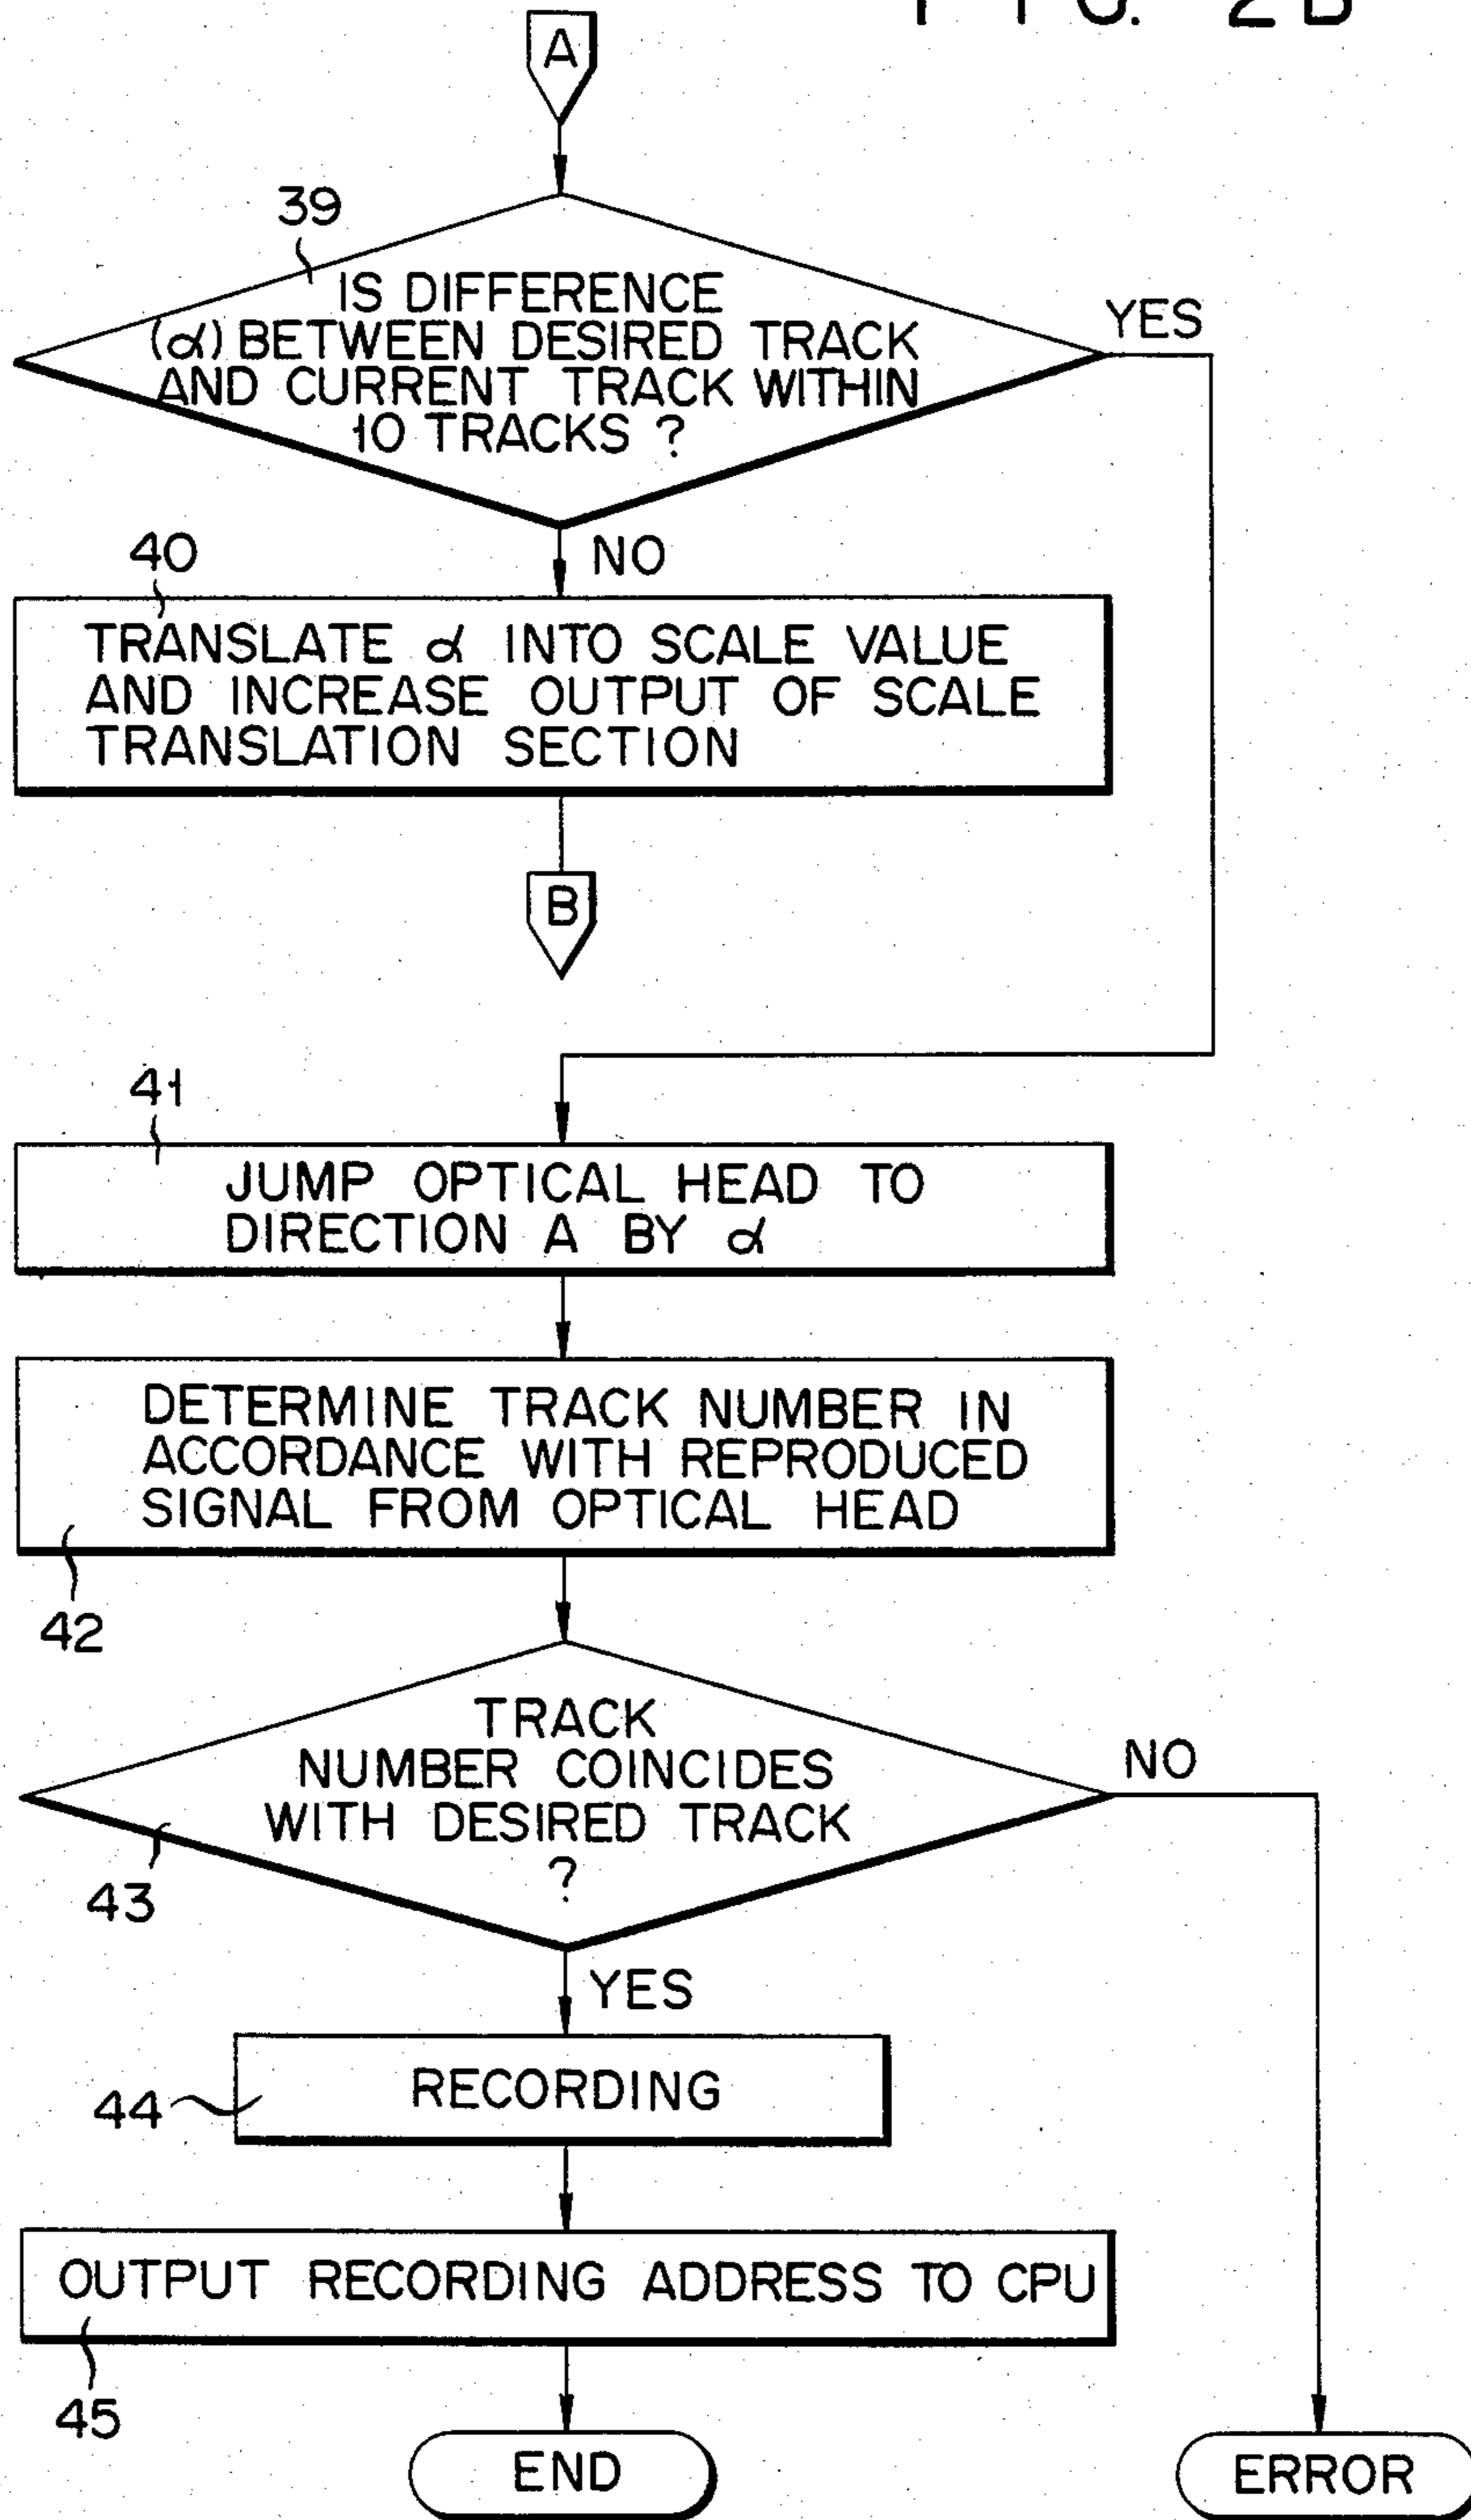 FIG. 2B
A
39
IS DIFFERENCE
(α) BETWEEN DESIRED TRACK
AND CURRENT TRACK WITHIN
10 TRACKS ?
YES
NO
40
TRANSLATE α INTO SCALE VALUE
AND INCREASE OUTPUT OF SCALE
TRANSLATION SECTION
B
41
JUMP OPTICAL HEAD TO
DIRECTION A BY α
DETERMINE TRACK NUMBER IN
ACCORDANCE WITH REPRODUCED
SIGNAL FROM OPTICAL HEAD
42
TRACK
NUMBER COINCIDES
WITH DESIRED TRACK
?
NO
43
YES
RECORDING
44
OUTPUT RECORDING ADDRESS TO CPU
45
END
ERROR